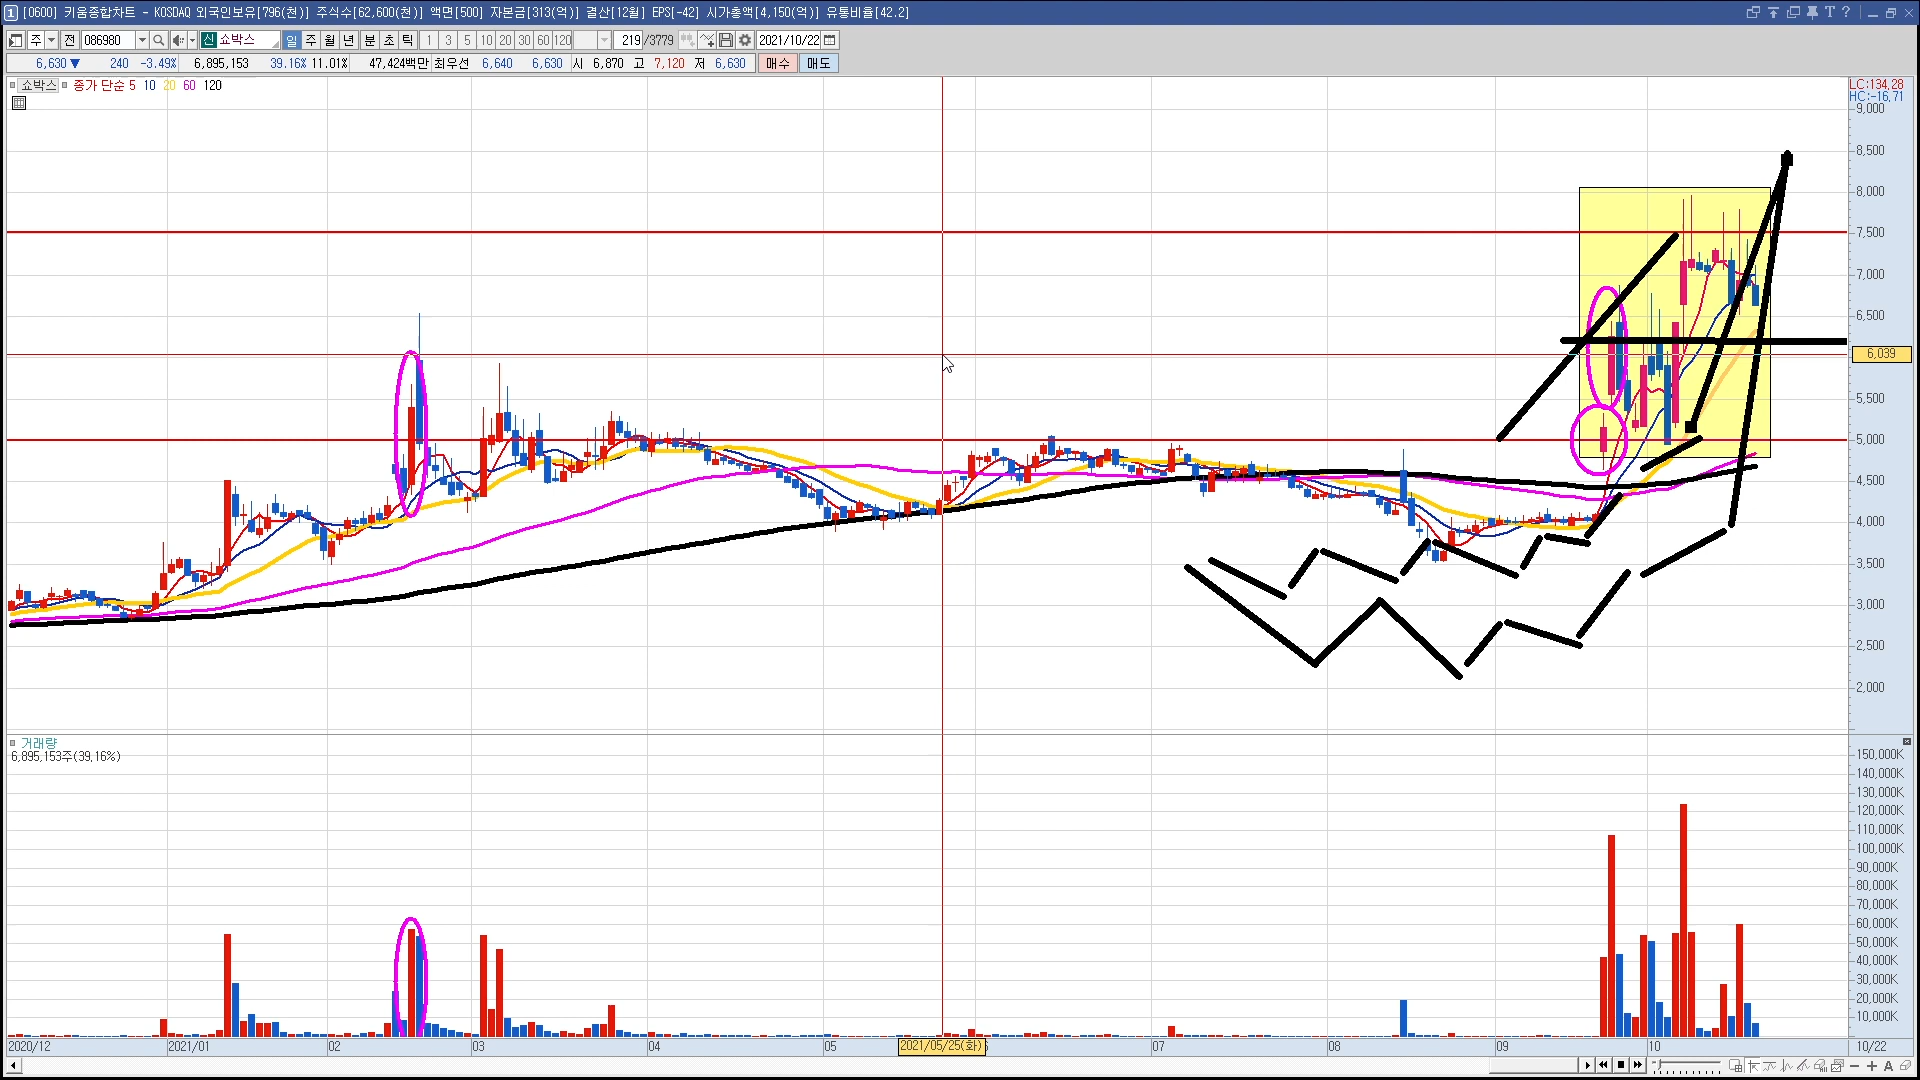 1 [0600] 키움종합차트 - KOSDAQ 외국인보유[796(천)] 주식수[62,600(천)] 액면[500] 자본금[313(억)] 결산[12월] EPS[-42] 시가총액[4,150(억)] 유통비율[42.2] T ?
주 전 086980 신 쇼박스 일 주 월 년 분 초 틱 1 3 5 10 20 30 60 120 219 /3779 2021/10/22
6,630 ▼ 240 -3.49% 6,895,153 39.16% 11.01% 47,424백만 최우선 6,640 6,630 시 6,870 고 7,120 저 6,630 매수 매도
쇼박스 종가 단순 5 10 20 60 120
LC:134.28
HC:-16.71
9,000
8,500
8,000
7,500
7,000
6,500
6,039
5,500
5,000
4,500
4,000
3,500
3,000
2,500
2,000
거래량
6,895,153주(39.16%)
150,000K
140,000K
130,000K
120,000K
110,000K
100,000K
90,000K
80,000K
70,000K
60,000K
50,000K
40,000K
30,000K
20,000K
10,000K
2020/12 2021/01 02 03 04 05 2021/05/25(화) 07 08 09 10 10/22
A